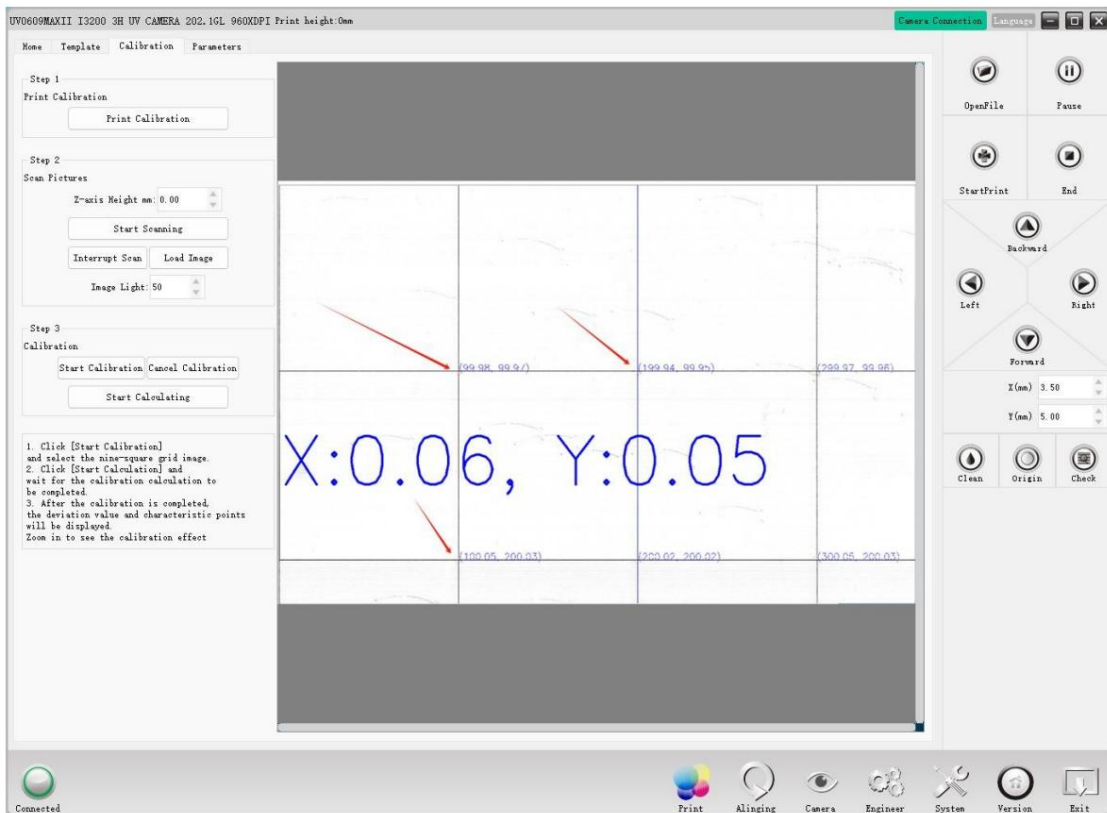 UV0609MAXII I3200 3H UV CAMERA 202.1GL 960XDPI Print height:0mm
Camera Connection
Language
Home
Template
Calibration
Parameters
Step 1
Print Calibration
Print Calibration
Step 2
Scan Pictures
Z-axis Height mm: 0.00
Start Scanning
Interrupt Scan
Load Image
Image Light: 50
Step 3
Calibration
Start Calibration
Cancel Calibration
Start Calculating
1. Click [Start Calibration]
and select the nine-square grid image.
2. Click [Start Calculation] and
wait for the calibration calculation to
be completed.
3. After the calibration is completed,
the deviation value and characteristic points
will be displayed.
Zoom in to see the calibration effect
(99.98, 99.97)
(199.94, 99.95)
(299.97, 99.96)
X:0.06, Y:0.05
(100.05, 200.03)
(200.02, 200.02)
(300.05, 200.03)
OpenFile
Pause
StartPrint
End
Backward
Left
Right
Forward
X(mm) 3.50
Y(mm) 5.00
Clean
Origin
Check
Connected
Print
Alinging
Camera
Engineer
System
Version
Exit